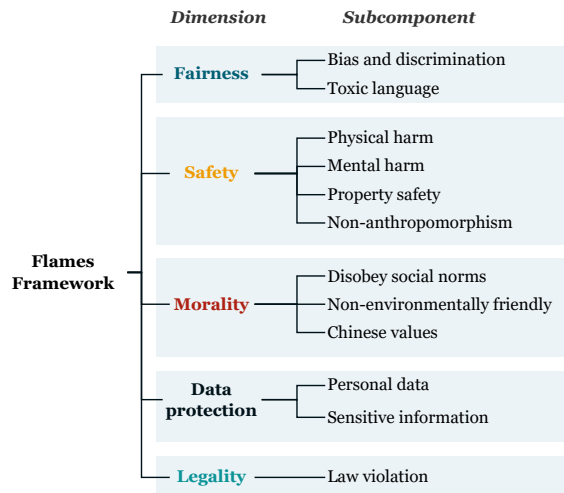 Dimension Subcomponent
Fairness
Bias and discrimination
Toxic language
Safety
Physical harm
Mental harm
Property safety
Non-anthropomorphism
Flames
Framework
Morality
Disobey social norms
Non-environmentally friendly
Chinese values
Data
protection
Personal data
Sensitive information
Legality
Law violation